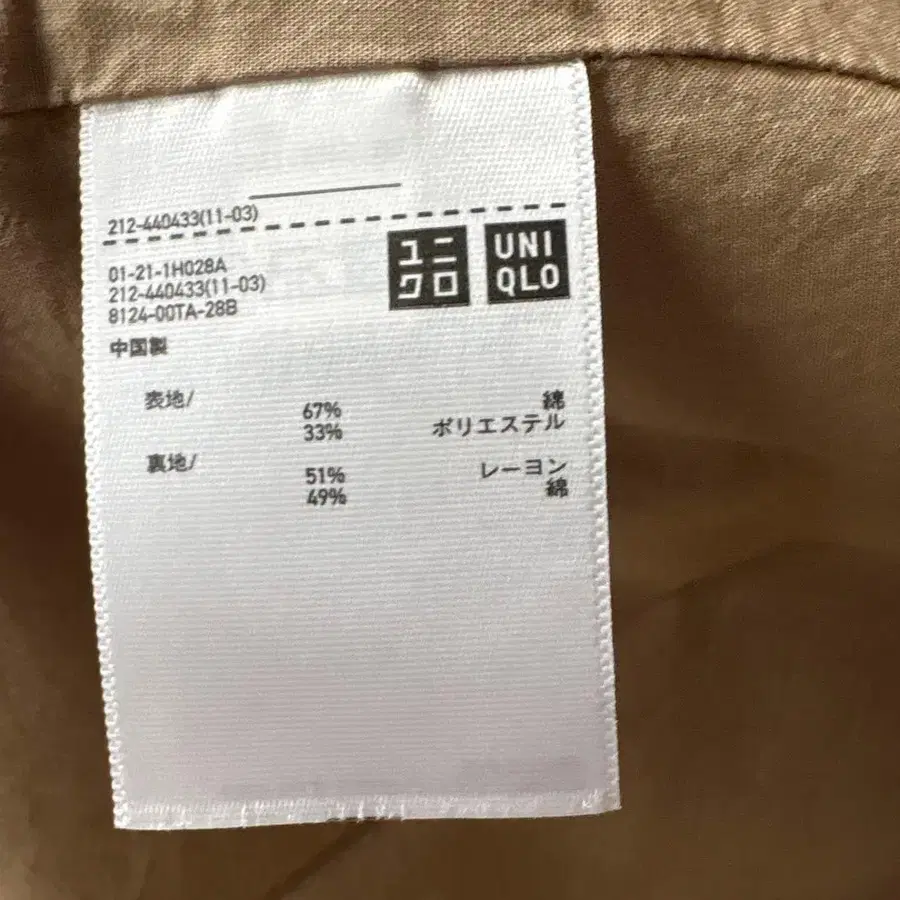 212-440433(11-03)
ユニ
クロ
UNI
QLO
01-21-1H028A
212-440433(11-03)
8124-00TA-28B
中国製
表地/
67% 綿
33% ポリエステル
裏地/
51% レーヨン
49% 綿